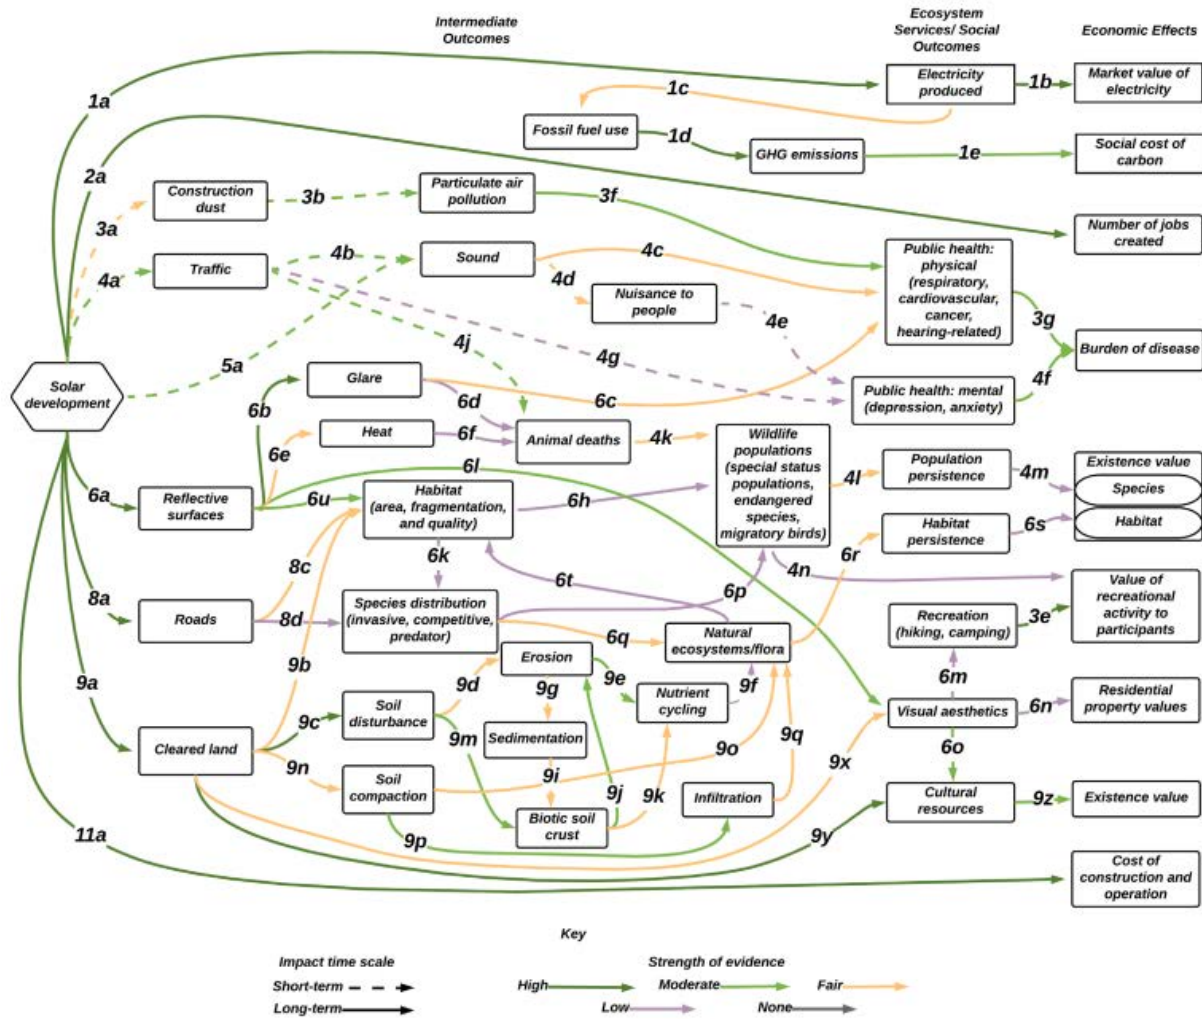 Intermediate
Outcomes
Ecosystem
Services/ Social
Outcomes
Economic Effects
1a
Electricity
produced
1b
Market value of
electricity
1c
Fossil fuel use
1d
GHG emissions
1e
Social cost of
carbon
2a
Number of jobs
created
3a
Construction
dust
3b
Particulate air
pollution
3f
4a
Traffic
4b
Sound
4c
4d
Nuisance to
people
4e
4g
4j
5a
Public health:
physical
(respiratory,
cardiovascular,
cancer,
hearing-related)
3g
Burden of disease
4f
Public health: mental
(depression, anxiety)
Solar
development
Glare
6b
6c
6d
6e
Heat
6f
Animal deaths
4k
6l
Wildlife
populations
(special status
populations,
endangered
species,
migratory birds)
4l
Population
persistence
4m
Existence value
Species
Habitat
6a
Reflective
surfaces
6u
Habitat
(area, fragmentation,
and quality)
6h
6k
Habitat
persistence
6s
6r
6t
6p
4n
8a
Roads
8c
8d
Species distribution
(invasive, competitive,
predator)
6q
Natural
ecosystems/flora
Recreation
(hiking, camping)
3e
Value of
recreational
activity to
participants
9a
9b
Erosion
9d
9e
9g
Nutrient
cycling
9f
6m
Visual aesthetics
6n
Residential
property values
9c
Soil
disturbance
9m
Sedimentation
9o
9q
9x
6o
Cleared land
9n
Soil
compaction
9i
9j
9k
Infiltration
Cultural
resources
9z
Existence value
9p
Biotic soil
crust
9y
11a
Cost of
construction and
operation
Key
Impact time scale
Strength of evidence
Short-term
High
Moderate
Fair
Long-term
Low
None